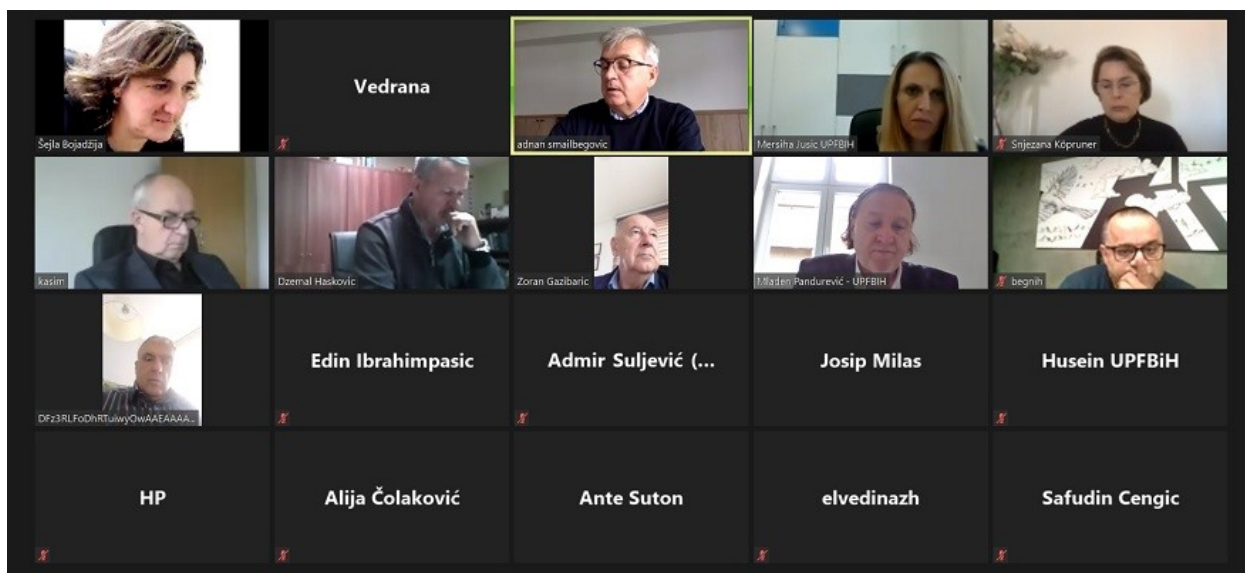 Šejla Bojadžija
Vedrana
adnan smailbegovic
Mersiha Jusic UPFBIH
Snjezana Köpruner
kasim
Dzemal Haskovic
Zoran Gazibaric
Mladen Pandurević - UPFBIH
begnih
DFz3RLFoDhRTuiwyOwAAEAAAA...
Edin Ibrahimpasic
Admir Suljević (...
Josip Milas
Husein UPFBiH
HP
Alija Čolaković
Ante Suton
elvedinazh
Safudin Cengic